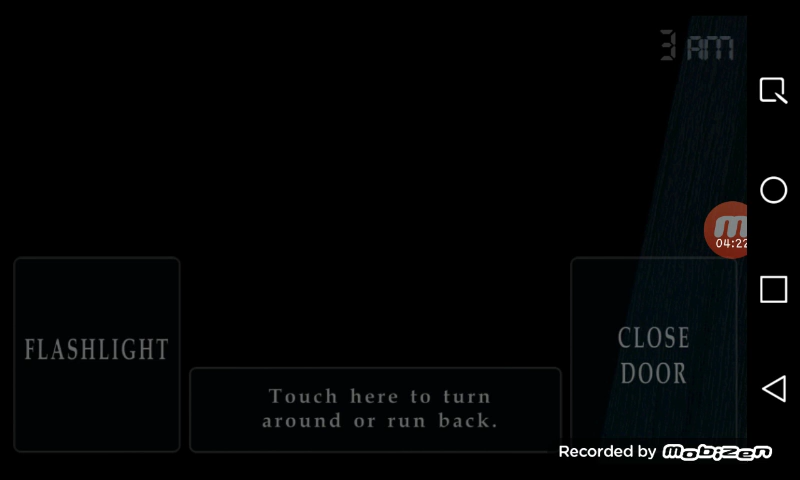 3 AM
04:22
FLASHLIGHT
CLOSE
DOOR
Touch here to turn
around or run back.
Recorded by mobizen